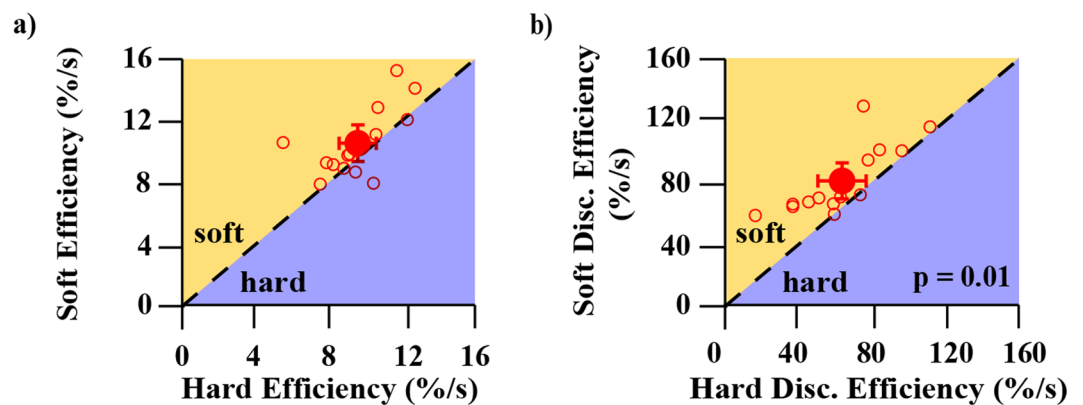 a)
Soft Efficiency (%/s)
16
12
8
4
0
soft
hard
0 4 8 12 16
Hard Efficiency (%/s)
b)
Soft Disc. Efficiency
(%/s)
160
120
80
40
0
soft
hard
p = 0.01
0 40 80 120 160
Hard Disc. Efficiency (%/s)